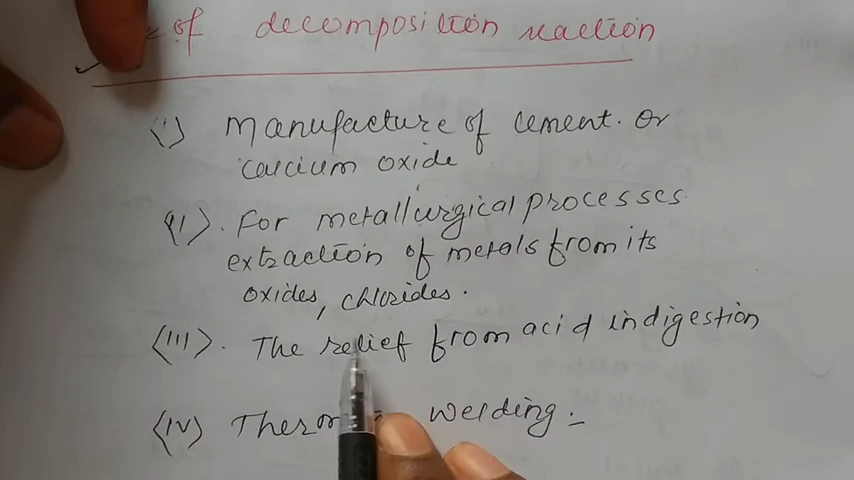 of decomposition reaction
(i) Manufacture of cement. or
calcium oxide
(ii). For metallurgical processes.
extraction of metals from its
oxides, chlorides.
(iii). The relief from acid indigestion
(iv) Therm welding :-